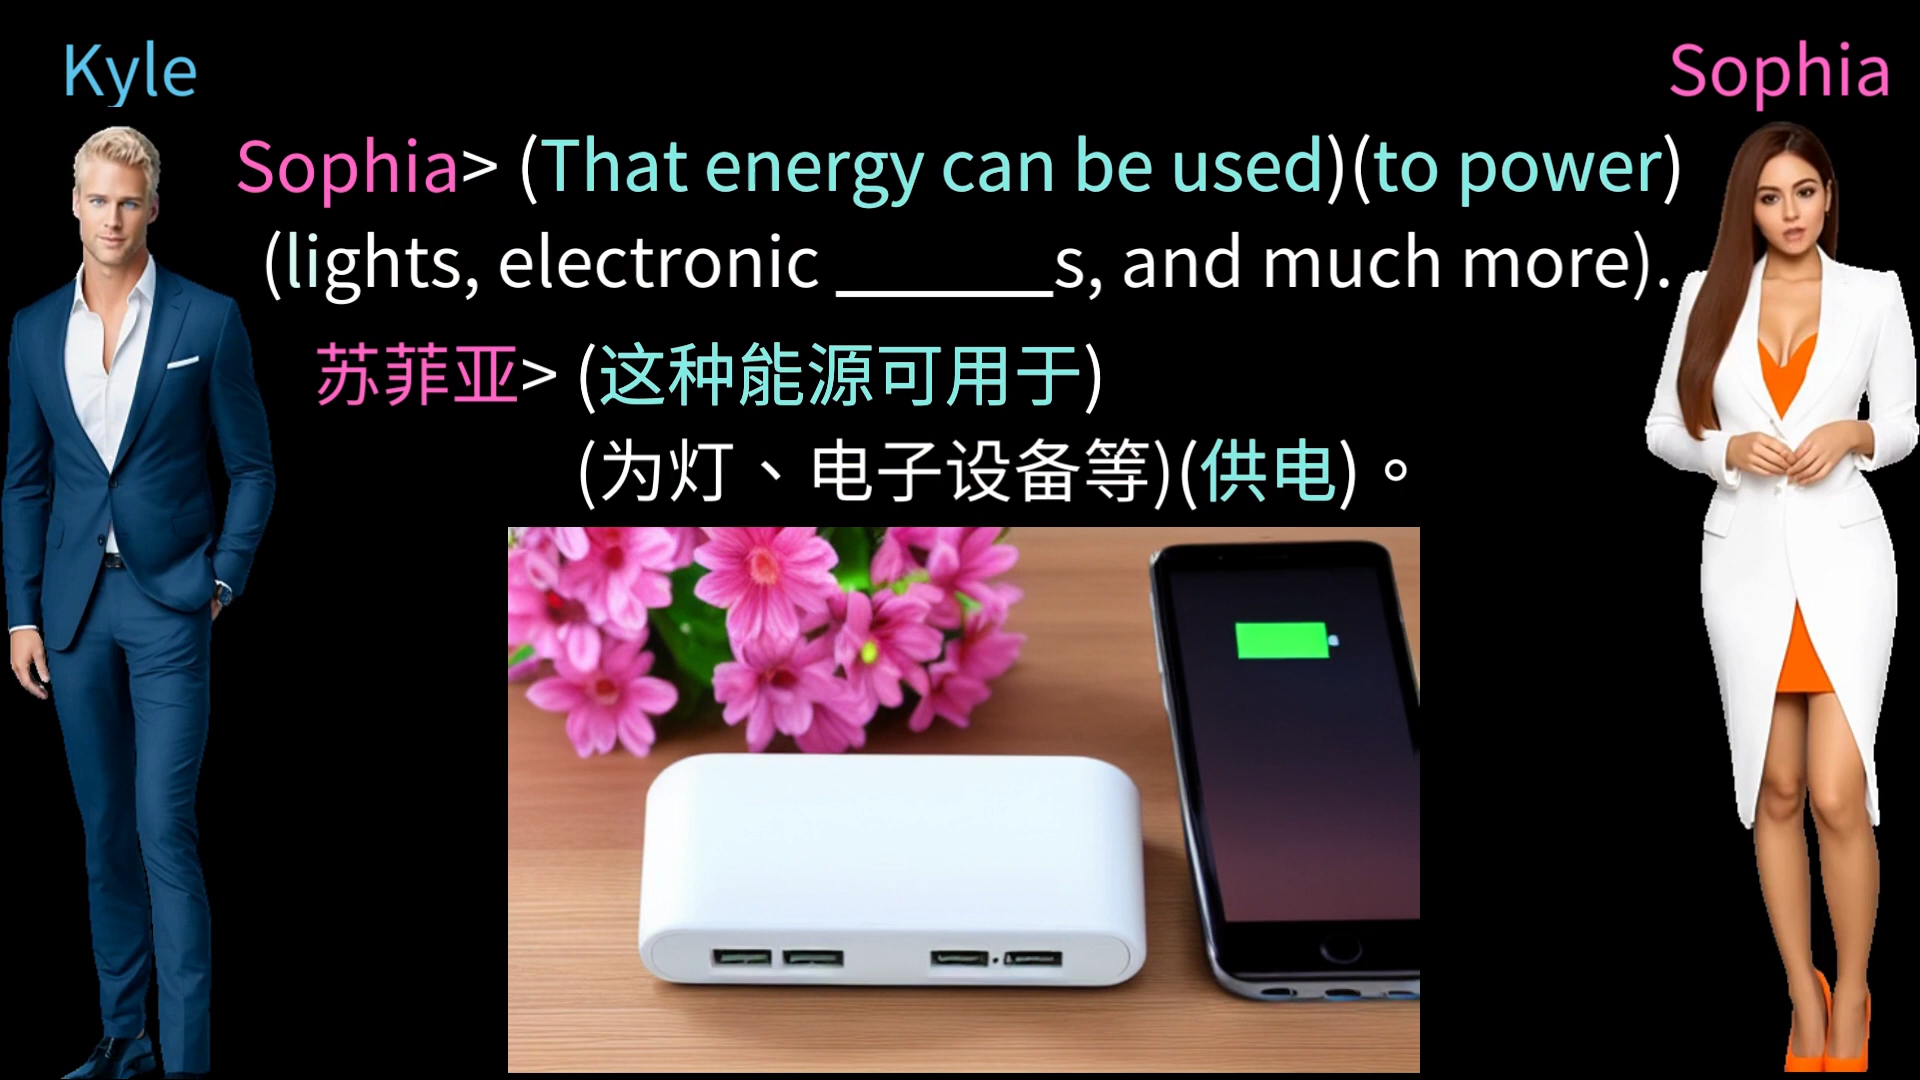 Kyle
Sophia
Sophia> (That energy can be used)(to power)
(lights, electronic ______s, and much more).
苏菲亚> (这种能源可用于)
(为灯、电子设备等)(供电)。